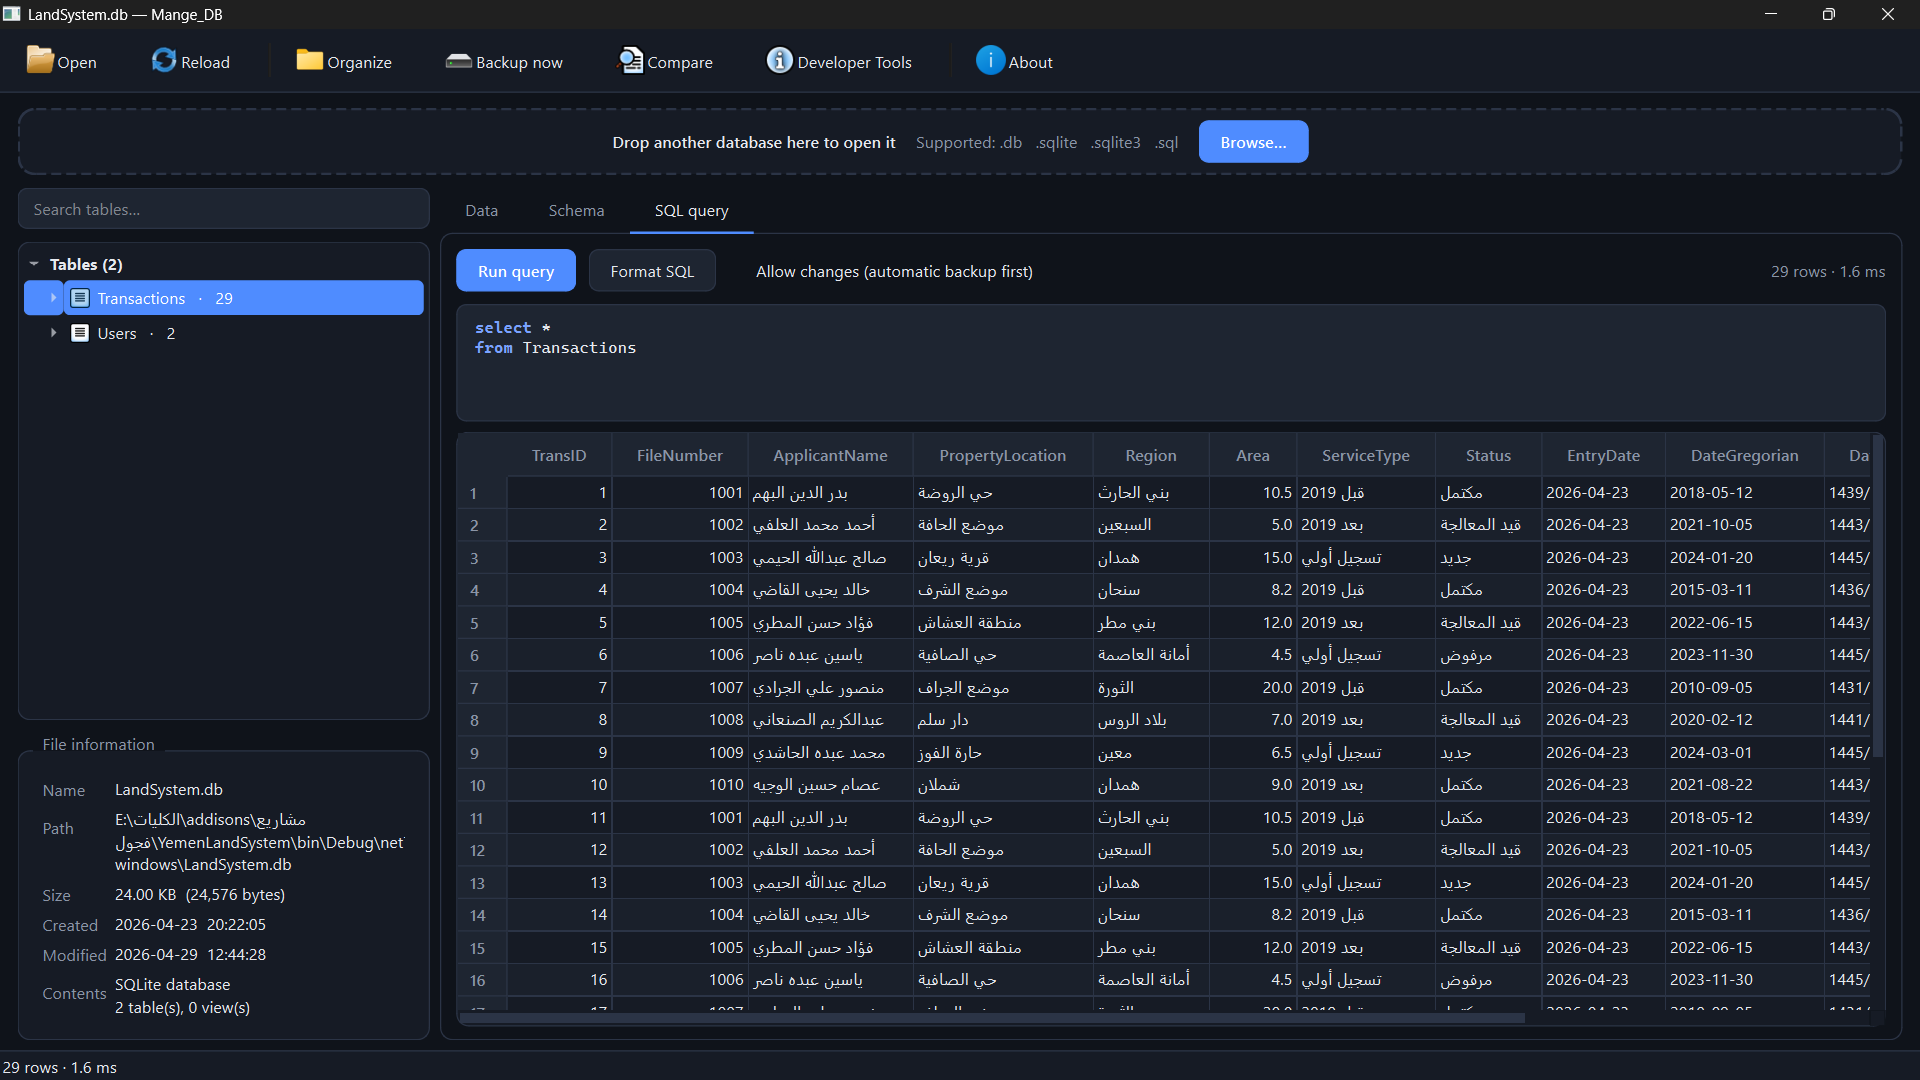 LandSystem.db — Mange_DB
Open Reload Organize Backup now Compare Developer Tools About
Drop another database here to open it Supported: .db .sqlite .sqlite3 .sql Browse...
Search tables...
Tables (2)
Transactions · 29
Users · 2
File information
Name LandSystem.db
Path E:\الكليات\addisons\مشاريع
فجول\YemenLandSystem\bin\Debug\net
windows\LandSystem.db
Size 24.00 KB (24,576 bytes)
Created 2026-04-23 20:22:05
Modified 2026-04-29 12:44:28
Contents SQLite database
2 table(s), 0 view(s)
Data Schema SQL query
Run query Format SQL Allow changes (automatic backup first) 29 rows · 1.6 ms
select *
from Transactions
TransID FileNumber ApplicantName PropertyLocation Region Area ServiceType Status EntryDate DateGregorian Da
1 1 1001 بدر الدين البهم حي الروضة بني الحارث 10.5 قبل 2019 مكتمل 2026-04-23 2018-05-12 1439/
2 2 1002 أحمد محمد العلفي موضع الحافة السبعين 5.0 بعد 2019 قيد المعالجة 2026-04-23 2021-10-05 1443/
3 3 1003 صالح عبدالله الحيمي قرية ريعان همدان 15.0 تسجيل أولي جديد 2026-04-23 2024-01-20 1445/
4 4 1004 خالد يحيى القاضي موضع الشرف سنحان 8.2 قبل 2019 مكتمل 2026-04-23 2015-03-11 1436/
5 5 1005 فؤاد حسن المطري منطقة العشاش بني مطر 12.0 بعد 2019 قيد المعالجة 2026-04-23 2022-06-15 1443/
6 6 1006 ياسين عبده ناصر حي الصافية أمانة العاصمة 4.5 تسجيل أولي مرفوض 2026-04-23 2023-11-30 1445/
7 7 1007 منصور علي الجرادي موضع الجراف الثورة 20.0 قبل 2019 مكتمل 2026-04-23 2010-09-05 1431/
8 8 1008 عبدالكريم الصنعاني دار سلم بلاد الروس 7.0 بعد 2019 قيد المعالجة 2026-04-23 2020-02-12 1441/
9 9 1009 محمد عبده الحاشدي حارة الفوز معين 6.5 تسجيل أولي جديد 2026-04-23 2024-03-01 1445/
10 10 1010 عصام حسين الوجيه شملان همدان 9.0 بعد 2019 مكتمل 2026-04-23 2021-08-22 1443/
11 11 1001 بدر الدين البهم حي الروضة بني الحارث 10.5 قبل 2019 مكتمل 2026-04-23 2018-05-12 1439/
12 12 1002 أحمد محمد العلفي موضع الحافة السبعين 5.0 بعد 2019 قيد المعالجة 2026-04-23 2021-10-05 1443/
13 13 1003 صالح عبدالله الحيمي قرية ريعان همدان 15.0 تسجيل أولي جديد 2026-04-23 2024-01-20 1445/
14 14 1004 خالد يحيى القاضي موضع الشرف سنحان 8.2 قبل 2019 مكتمل 2026-04-23 2015-03-11 1436/
15 15 1005 فؤاد حسن المطري منطقة العشاش بني مطر 12.0 بعد 2019 قيد المعالجة 2026-04-23 2022-06-15 1443/
16 16 1006 ياسين عبده ناصر حي الصافية أمانة العاصمة 4.5 تسجيل أولي مرفوض 2026-04-23 2023-11-30 1445/
29 rows · 1.6 ms